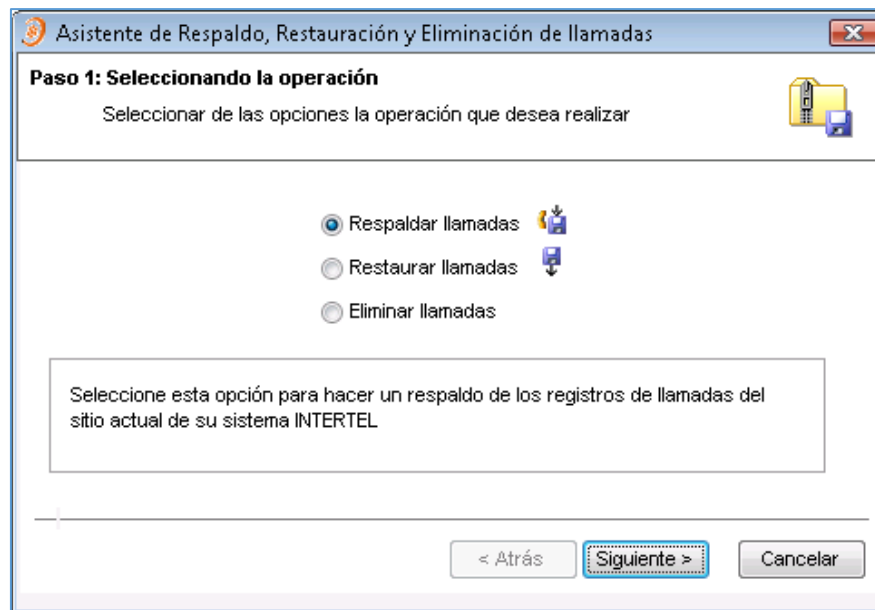 Asistente de Respaldo, Restauración y Eliminación de llamadas
Paso 1: Seleccionando la operación
Seleccionar de las opciones la operación que desea realizar
Respaldar llamadas
Restaurar llamadas
Eliminar llamadas
Seleccione esta opción para hacer un respaldo de los registros de llamadas del
sitio actual de su sistema INTERTEL
< Atrás
Siguiente >
Cancelar